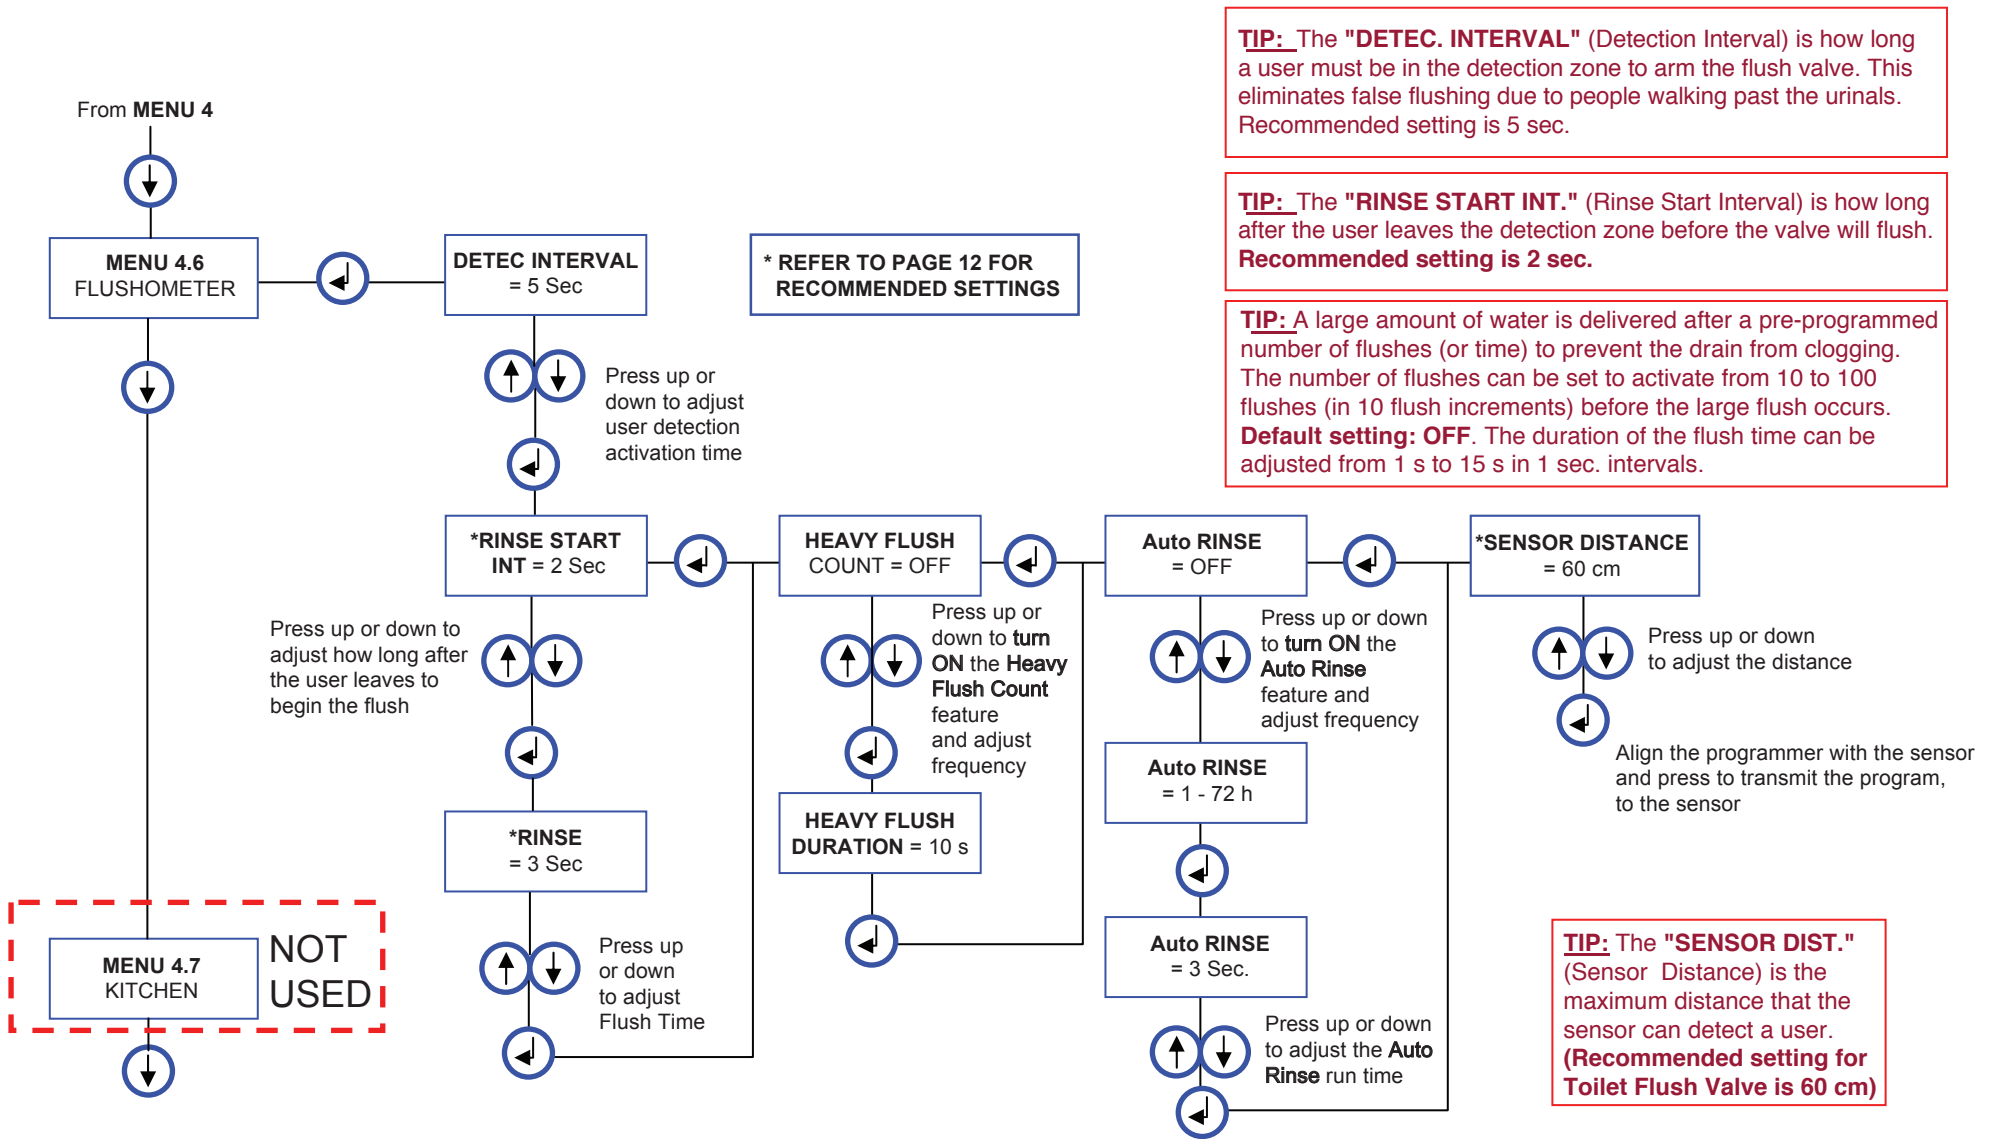 From MENU 4
MENU 4.6
FLUSHOMETER
DETEC INTERVAL
= 5 Sec
* REFER TO PAGE 12 FOR
RECOMMENDED SETTINGS
TIP: The "DETEC. INTERVAL" (Detection Interval) is how long
a user must be in the detection zone to arm the flush valve. This
eliminates false flushing due to people walking past the urinals.
Recommended setting is 5 sec.
TIP: The "RINSE START INT." (Rinse Start Interval) is how long
after the user leaves the detection zone before the valve will flush.
Recommended setting is 2 sec.
TIP: A large amount of water is delivered after a pre-programmed
number of flushes (or time) to prevent the drain from clogging.
The number of flushes can be set to activate from 10 to 100
flushes (in 10 flush increments) before the large flush occurs.
Default setting: OFF. The duration of the flush time can be
adjusted from 1 s to 15 s in 1 sec. intervals.
Press up or
down to adjust
user detection
activation time
*RINSE START
INT = 2 Sec
Press up or down to
adjust how long after
the user leaves to
begin the flush
*RINSE
= 3 Sec
Press up
or down
to adjust
Flush Time
HEAVY FLUSH
COUNT = OFF
Press up or
down to turn
ON the Heavy
Flush Count
feature
and adjust
frequency
HEAVY FLUSH
DURATION = 10 s
Auto RINSE
= OFF
Press up or down
to turn ON the
Auto Rinse
feature and
adjust frequency
Auto RINSE
= 1 - 72 h
Auto RINSE
= 3 Sec.
Press up or down
to adjust the Auto
Rinse run time
*SENSOR DISTANCE
= 60 cm
Press up or down
to adjust the distance
Align the programmer with the sensor
and press to transmit the program,
to the sensor
TIP: The "SENSOR DIST."
(Sensor Distance) is the
maximum distance that the
sensor can detect a user.
(Recommended setting for
Toilet Flush Valve is 60 cm)
MENU 4.7
KITCHEN
NOT
USED